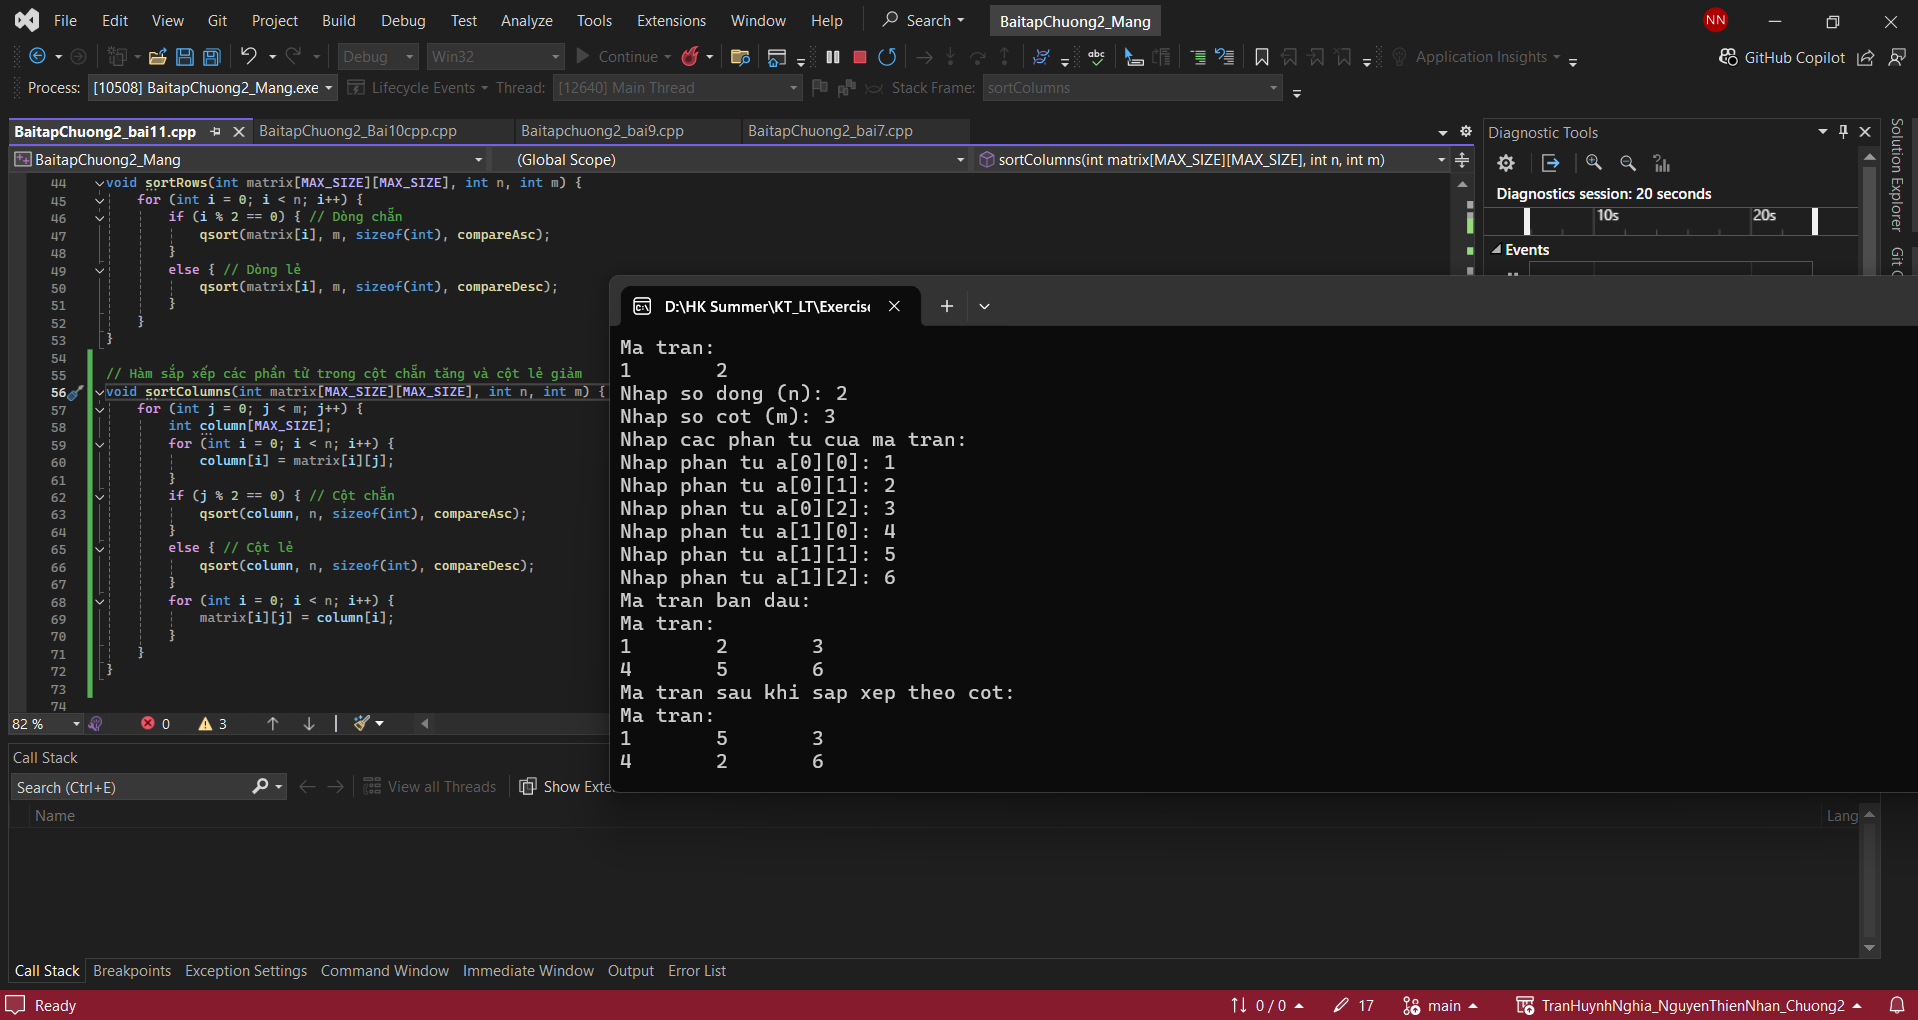 File Edit View Git Project Build Debug Test Analyze Tools Extensions Window Help Search BaitapChuong2_Mang NN
Debug Win32 Continue Application Insights GitHub Copilot
Process: [10508] BaitapChuong2_Mang.exe Lifecycle Events Thread: [12640] Main Thread Stack Frame: sortColumns
BaitapChuong2_bai11.cpp BaitapChuong2_Bai10cpp.cpp Baitapchuong2_bai9.cpp BaitapChuong2_bai7.cpp
BaitapChuong2_Mang (Global Scope) sortColumns(int matrix[MAX_SIZE][MAX_SIZE], int n, int m)
44 void sortRows(int matrix[MAX_SIZE][MAX_SIZE], int n, int m) {
45 for (int i = 0; i < n; i++) {
46 if (i % 2 == 0) { // Dòng chẵn
47 qsort(matrix[i], m, sizeof(int), compareAsc);
48 }
49 else { // Dòng lẻ
50 qsort(matrix[i], m, sizeof(int), compareDesc);
51 }
52 }
53 }
54
55 // Hàm sắp xếp các phần tử trong cột chẵn tăng và cột lẻ giảm
56 void sortColumns(int matrix[MAX_SIZE][MAX_SIZE], int n, int m) {
57 for (int j = 0; j < m; j++) {
58 int column[MAX_SIZE];
59 for (int i = 0; i < n; i++) {
60 column[i] = matrix[i][j];
61 }
62 if (j % 2 == 0) { // Cột chẵn
63 qsort(column, n, sizeof(int), compareAsc);
64 }
65 else { // Cột lẻ
66 qsort(column, n, sizeof(int), compareDesc);
67 }
68 for (int i = 0; i < n; i++) {
69 matrix[i][j] = column[i];
70 }
71 }
72 }
73
74
82 % 0 3
Diagnostic Tools
Diagnostics session: 20 seconds
10s 20s
Events
Solution Explorer
Git C
D:\HK Summer\KT_LT\Exercis
Ma tran:
1 2
Nhap so dong (n): 2
Nhap so cot (m): 3
Nhap cac phan tu cua ma tran:
Nhap phan tu a[0][0]: 1
Nhap phan tu a[0][1]: 2
Nhap phan tu a[0][2]: 3
Nhap phan tu a[1][0]: 4
Nhap phan tu a[1][1]: 5
Nhap phan tu a[1][2]: 6
Ma tran ban dau:
Ma tran:
1 2 3
4 5 6
Ma tran sau khi sap xep theo cot:
Ma tran:
1 5 3
4 2 6
Call Stack
Search (Ctrl+E) View all Threads Show Exte
Name Lang
Call Stack Breakpoints Exception Settings Command Window Immediate Window Output Error List
Ready 0 / 0 17 main TranHuynhNghia_NguyenThienNhan_Chuong2